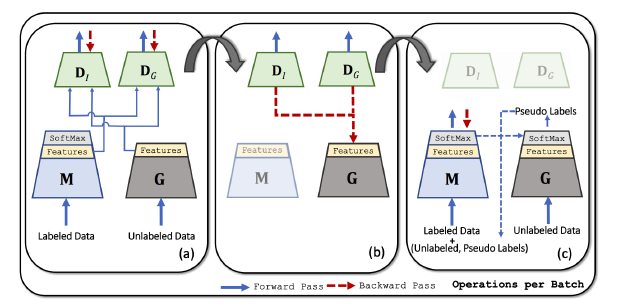 D_I
D_G
SoftMax
Features
M
Features
G
Labeled Data
Unlabeled Data
(a)
D_I
D_G
Features
M
Features
G
(b)
D_I
D_G
Pseudo Labels
SoftMax
Features
M
SoftMax
Features
G
Labeled Data
+
(Unlabeled, Pseudo Labels)
Unlabeled Data
(c)
Forward Pass
Backward Pass
Operations per Batch